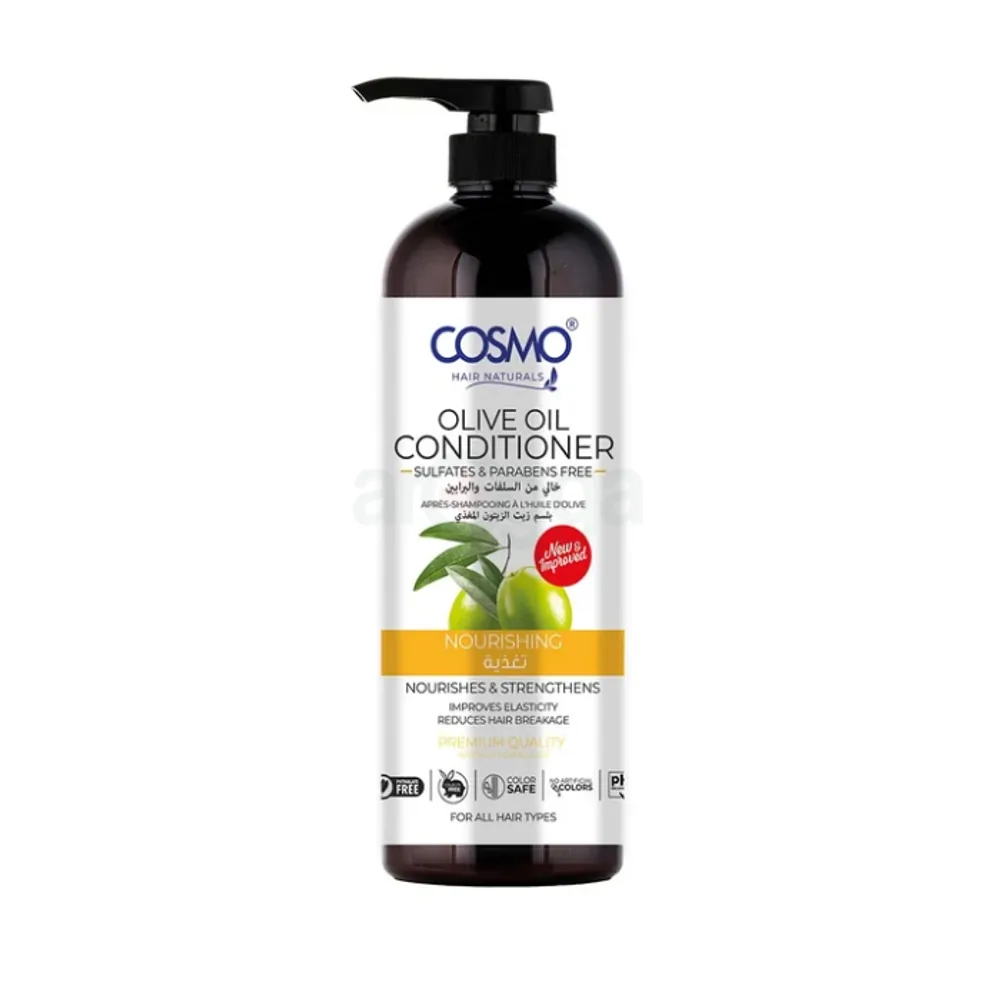 COSMO®
HAIR NATURALS
OLIVE OIL
CONDITIONER
SULFATES & PARABENS FREE
خالي من السلفات والبرابين
APRÈS-SHAMPOOING À L'HUILE D'OLIVE
بلسم زيت الزيتون المغذي
New &
Improved
NOURISHING
تغذية
NOURISHES & STRENGTHENS
IMPROVES ELASTICITY
REDUCES HAIR BREAKAGE
PREMIUM QUALITY
FREE
FREE
COLOR
SAFE
NO ARTIFICIAL
COLORS
pH
FOR ALL HAIR TYPES